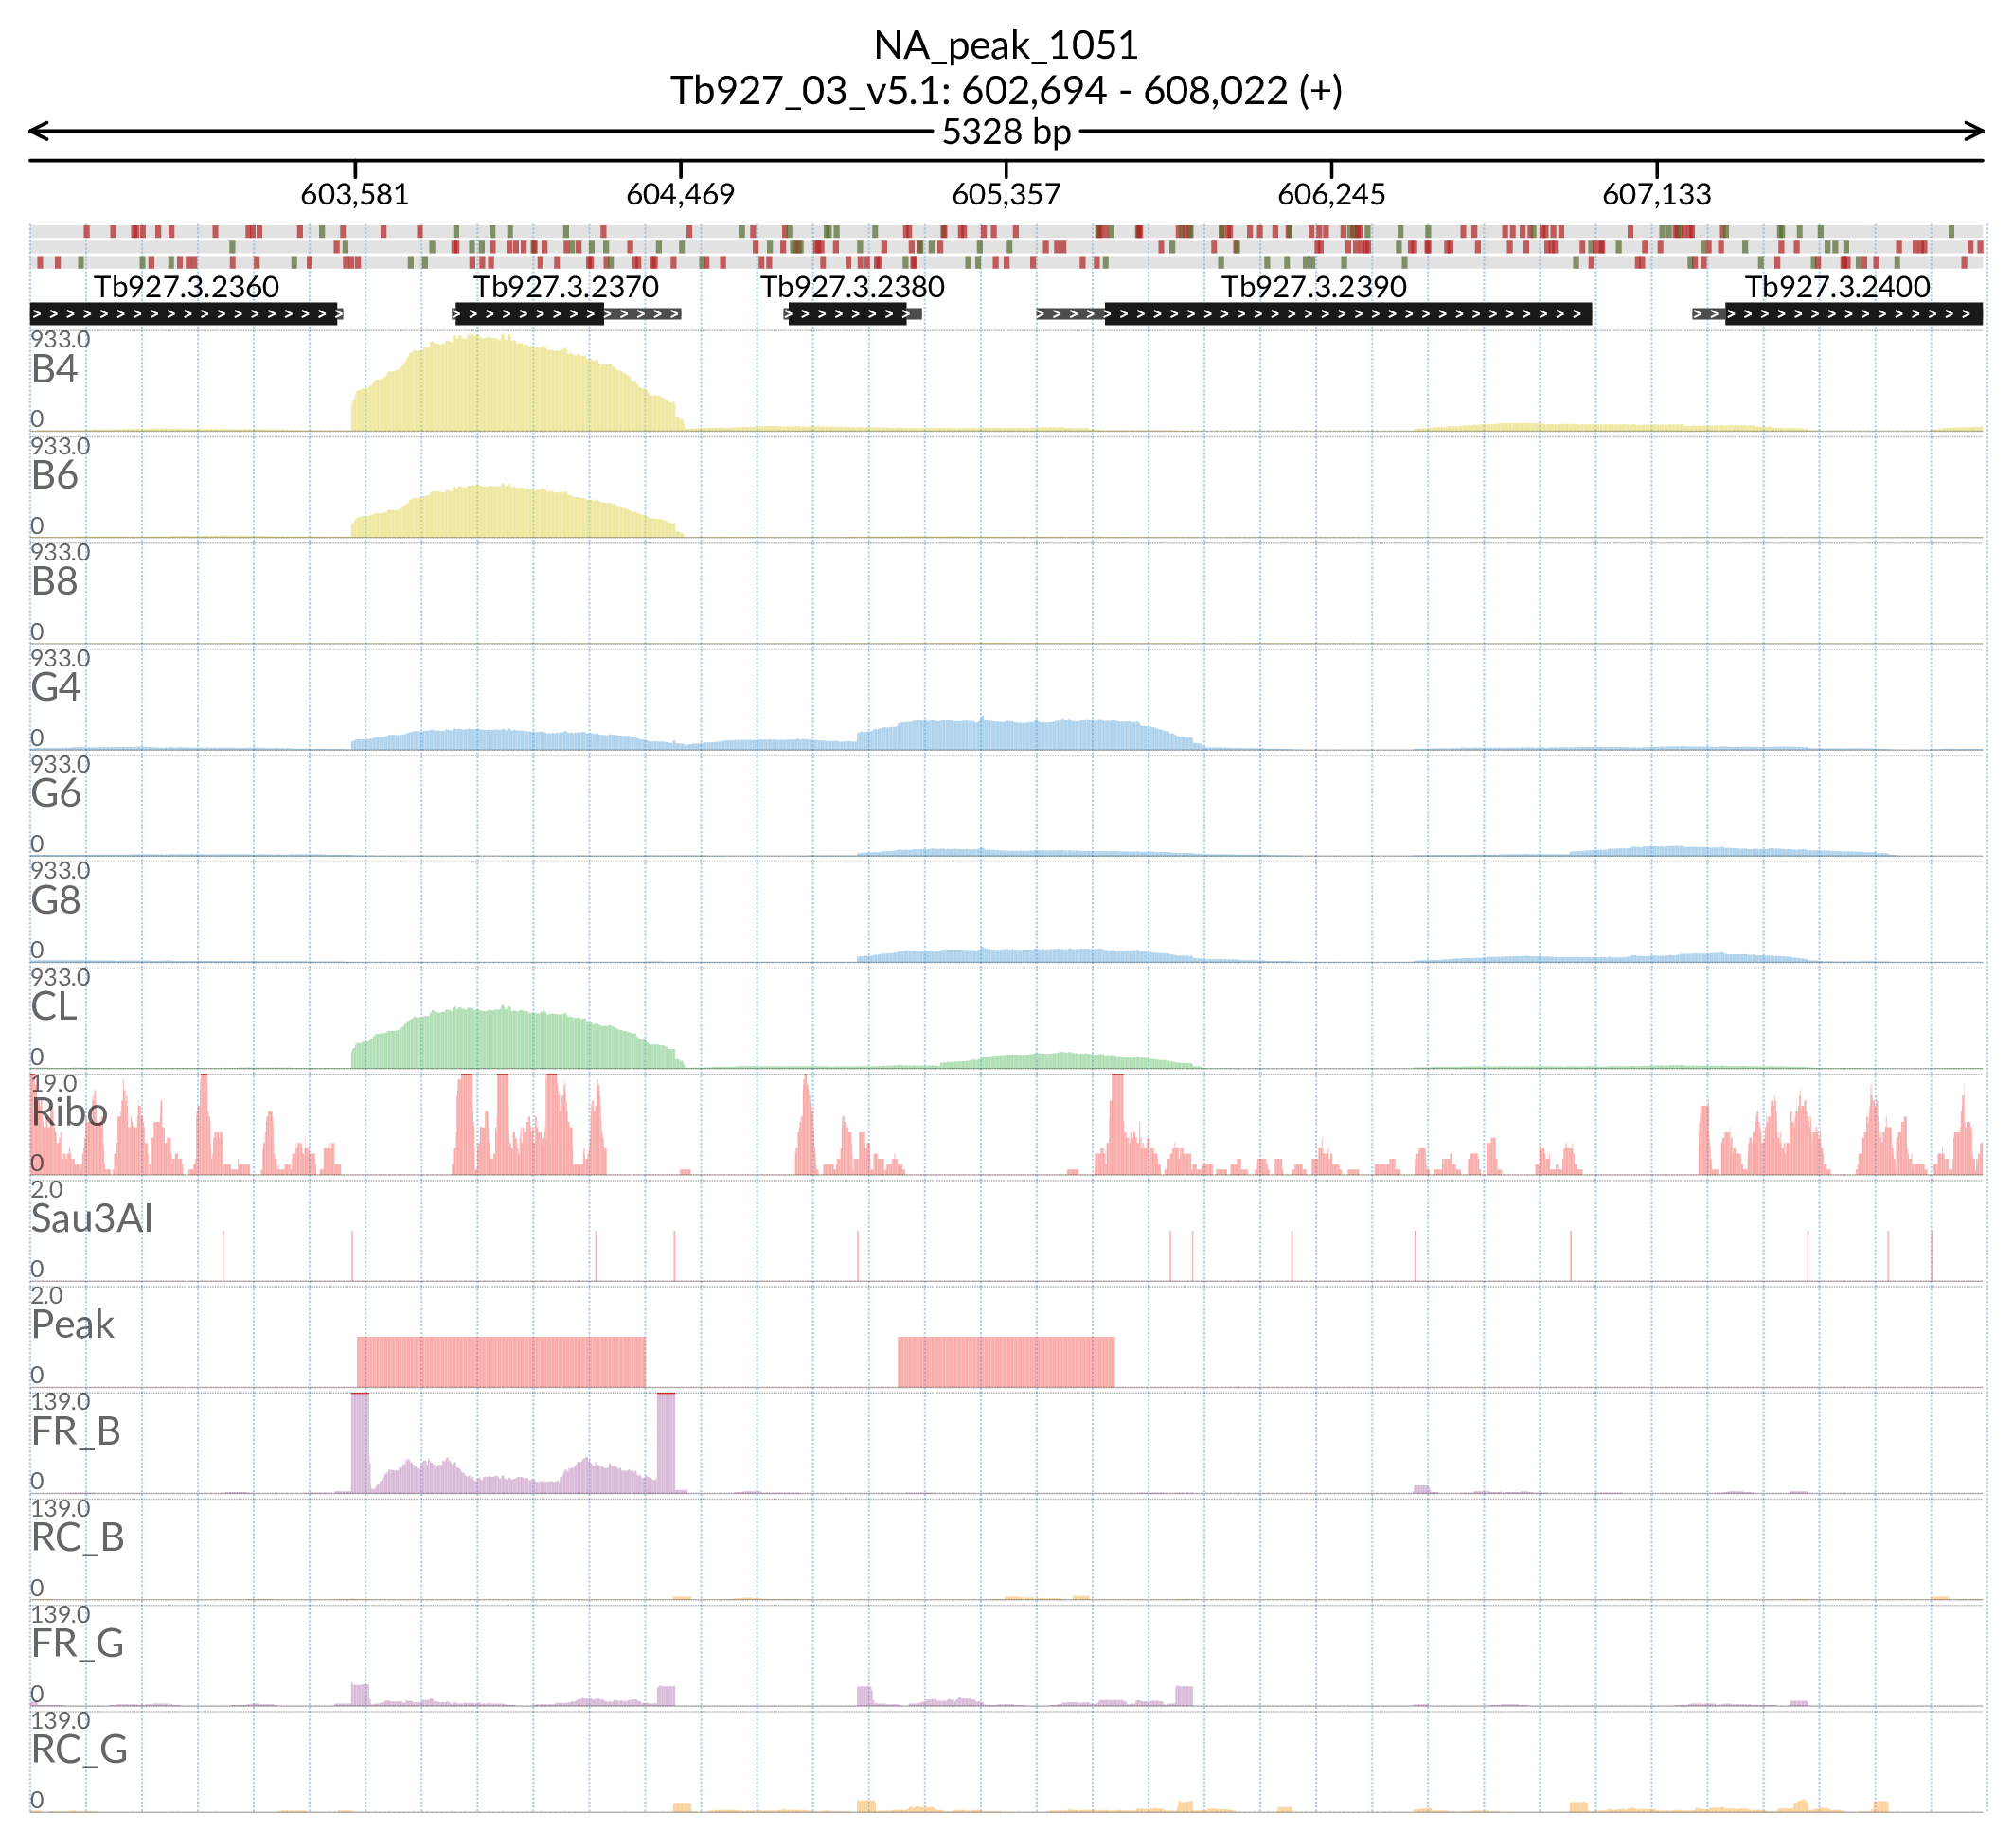 NA_peak_1051
Tb927_03_v5.1: 602,694 - 608,022 (+)
5328 bp
603,581 604,469 605,357 606,245 607,133
Tb927.3.2360 Tb927.3.2370 Tb927.3.2380 Tb927.3.2390 Tb927.3.2400
933.0
B4
0
933.0
B6
0
933.0
B8
0
933.0
G4
0
933.0
G6
0
933.0
G8
0
933.0
CL
0
19.0
Ribo
0
2.0
Sau3AI
0
2.0
Peak
0
139.0
FR_B
0
139.0
RC_B
0
139.0
FR_G
0
139.0
RC_G
0